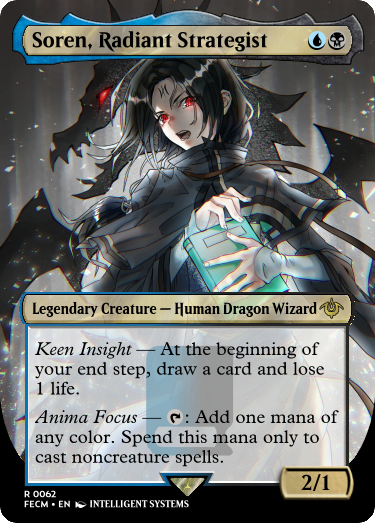 Soren, Radiant Strategist
Legendary Creature — Human Dragon Wizard
Keen Insight — At the beginning of
your end step, draw a card and lose
1 life.
Anima Focus — : Add one mana of
any color. Spend this mana only to
cast noncreature spells.
2/1
R 0062
FECM • EN INTELLIGENT SYSTEMS